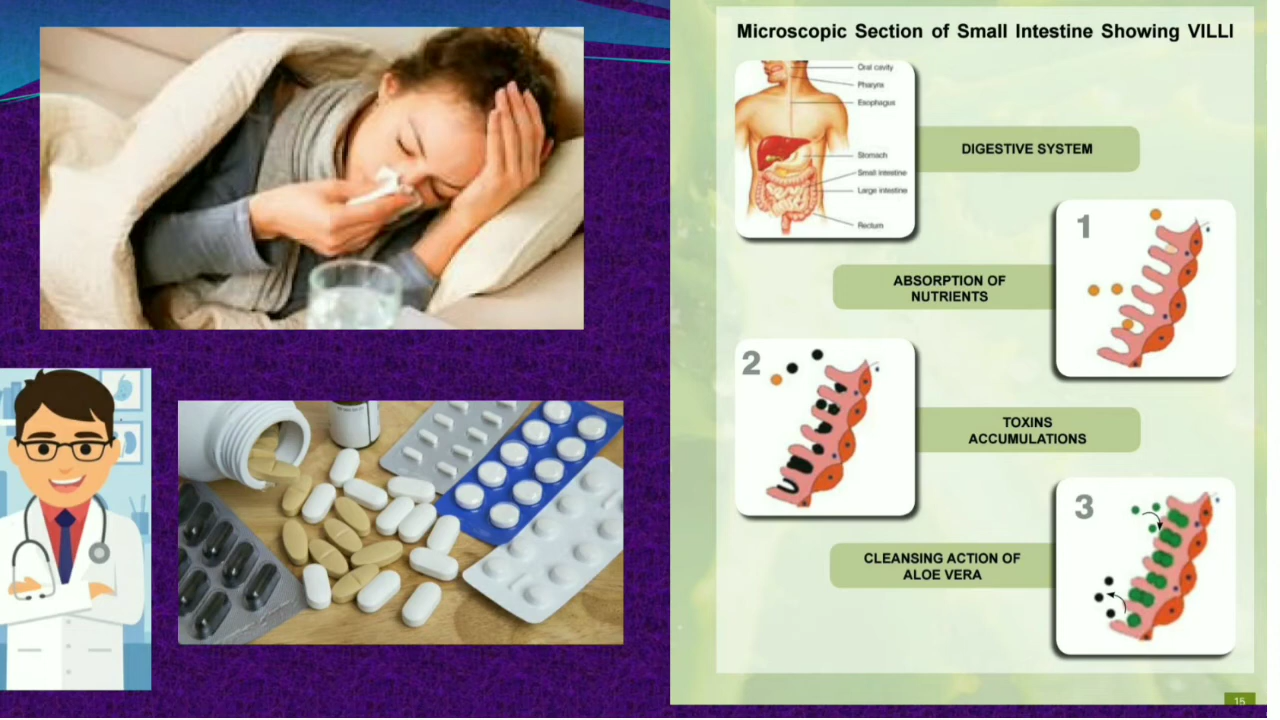 Microscopic Section of Small Intestine Showing VILLI
Oral cavity
Pharynx
Esophagus
Stomach
Small intestine
Large intestine
Rectum
DIGESTIVE SYSTEM
1
ABSORPTION OF
NUTRIENTS
2
TOXINS
ACCUMULATIONS
3
CLEANSING ACTION OF
ALOE VERA
15